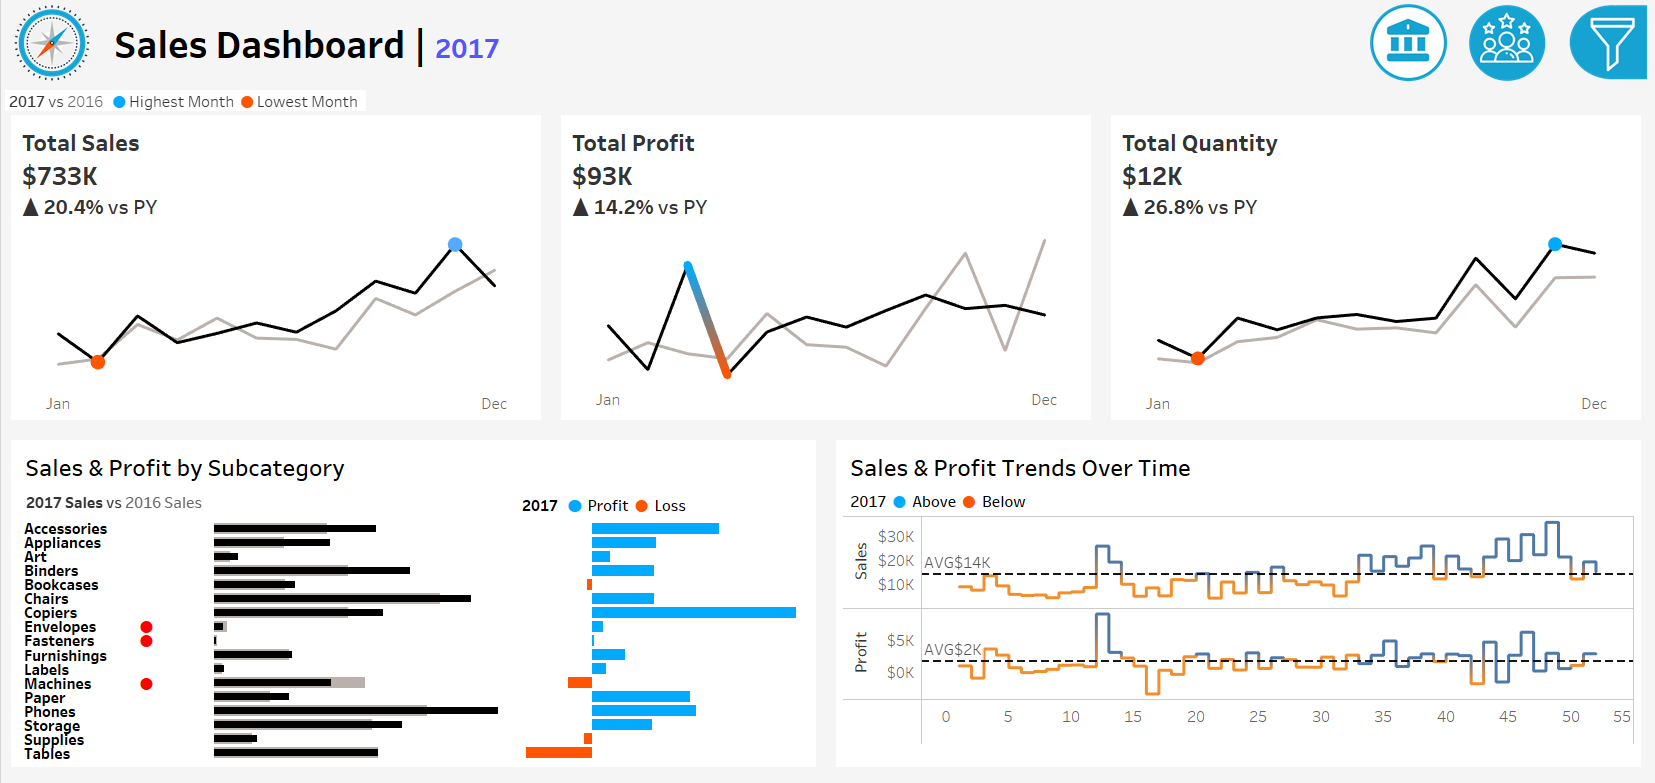 Sales Dashboard | 2017
2017 vs 2016 Highest Month Lowest Month
Total Sales
$733K
▲ 20.4% vs PY
Jan Dec
Total Profit
$93K
▲ 14.2% vs PY
Jan Dec
Total Quantity
$12K
▲ 26.8% vs PY
Jan Dec
Sales & Profit by Subcategory
2017 Sales vs 2016 Sales
2017 Profit Loss
Accessories
Appliances
Art
Binders
Bookcases
Chairs
Copiers
Envelopes
Fasteners
Furnishings
Labels
Machines
Paper
Phones
Storage
Supplies
Tables
Sales & Profit Trends Over Time
2017 Above Below
Sales
$30K
$20K
$10K
AVG$14K
Profit
$5K
$0K
AVG$2K
0 5 10 15 20 25 30 35 40 45 50 55